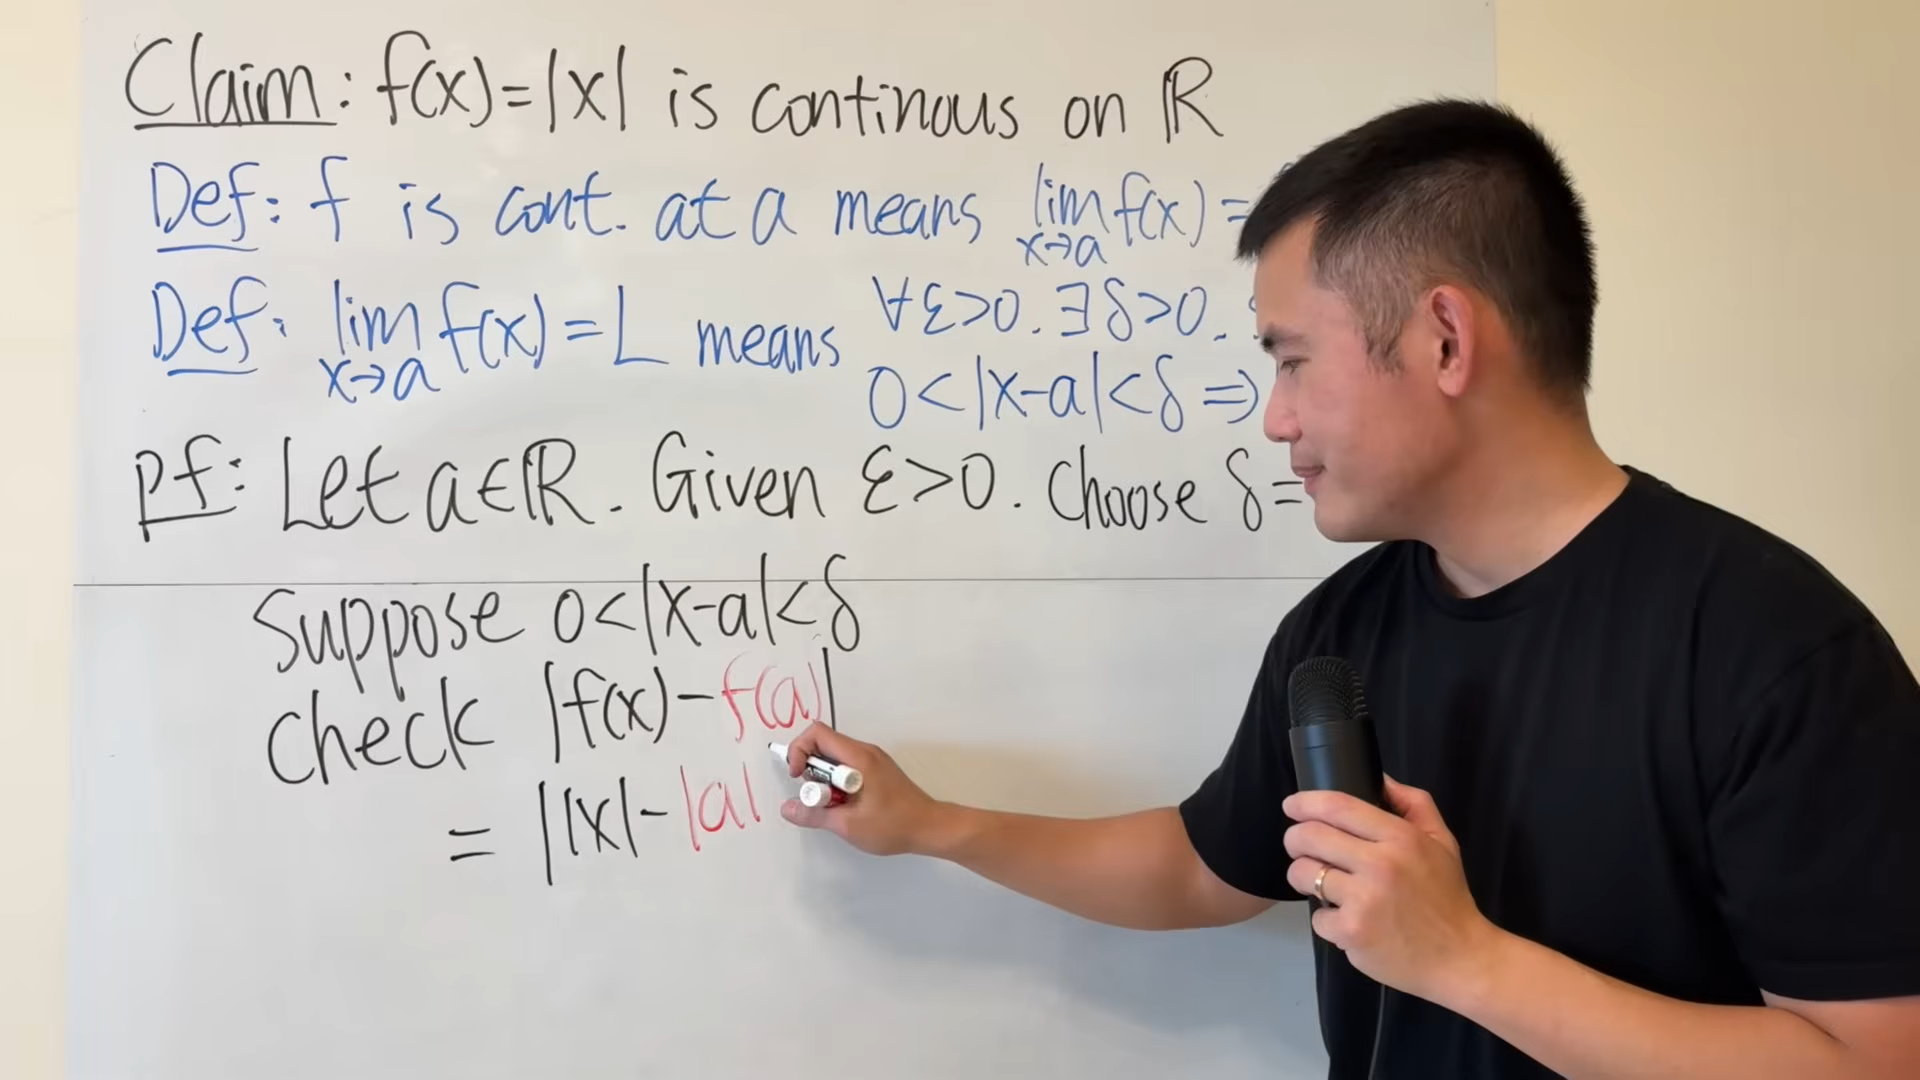 Claim: f(x)=|x| is continous on ℝ
Def: f is cont. at a means lim x→a f(x) =
Def: lim x→a f(x) = L means ∀ε>0. ∃δ>0.
0<|x-a|<δ ⇒
pf: Let a∈ℝ. Given ε>0. Choose δ=
Suppose 0<|x-a|<δ
Check |f(x)-f(a)|
= ||x|-|a|